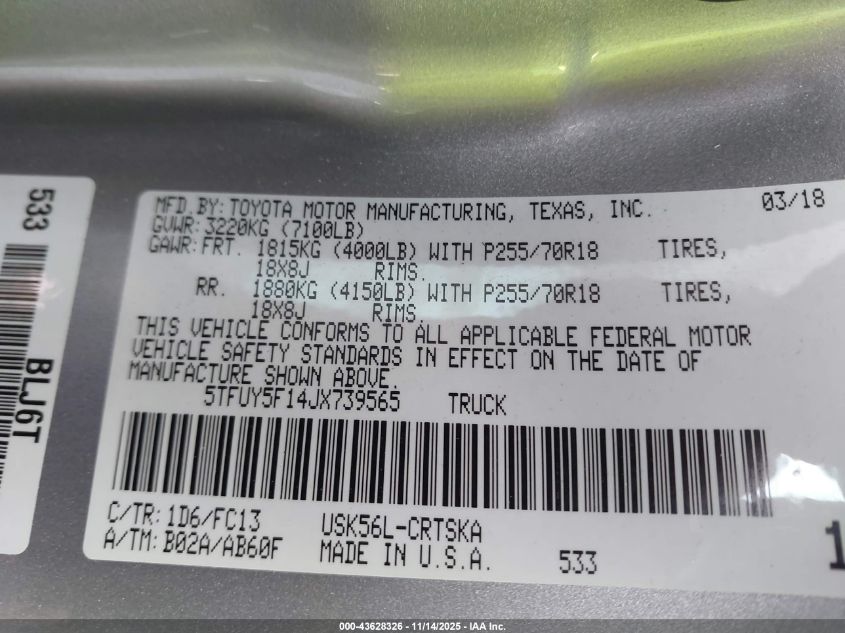 533
BLJ6T
MFD.BY:TOYOTA MOTOR MANUFACTURING, TEXAS, INC. 03/18
GVWR:3220KG (7100LB)
GAWR:FRT. 1815KG (4000LB) WITH P255/70R18 TIRES,
18X8J RIMS.
RR. 1880KG (4150LB) WITH P255/70R18 TIRES,
18X8J RIMS.
THIS VEHICLE CONFORMS TO ALL APPLICABLE FEDERAL MOTOR
VEHICLE SAFETY STANDARDS IN EFFECT ON THE DATE OF
MANUFACTURE SHOWN ABOVE.
5TFUY5F14JX739565 TRUCK
C/TR:1D6/FC13 USK56L-CRTSKA
A/TM:B02A/AB60F MADE IN U.S.A. 533
1
000-43628326 - 11/14/2025 - IAA Inc.